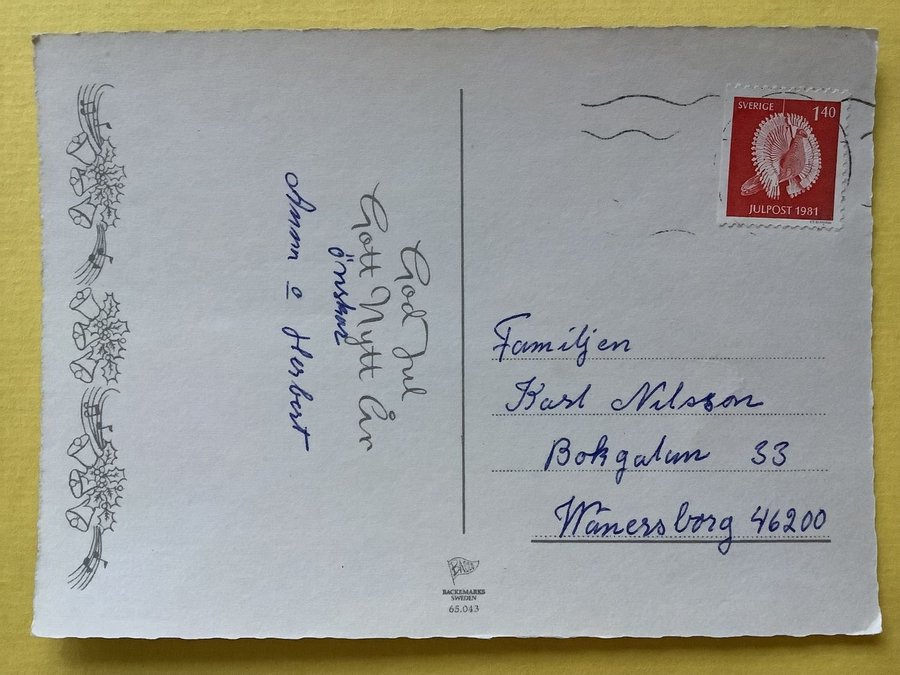 God Jul
Gott Nytt År
önskar
Anna o Herbert
SVERIGE 1 40
JULPOST 1981
Familjen
Karl Nilsson
Bokgatan 33
Wänersborg 46200
BACKEMARKS
SWEDEN
65.043